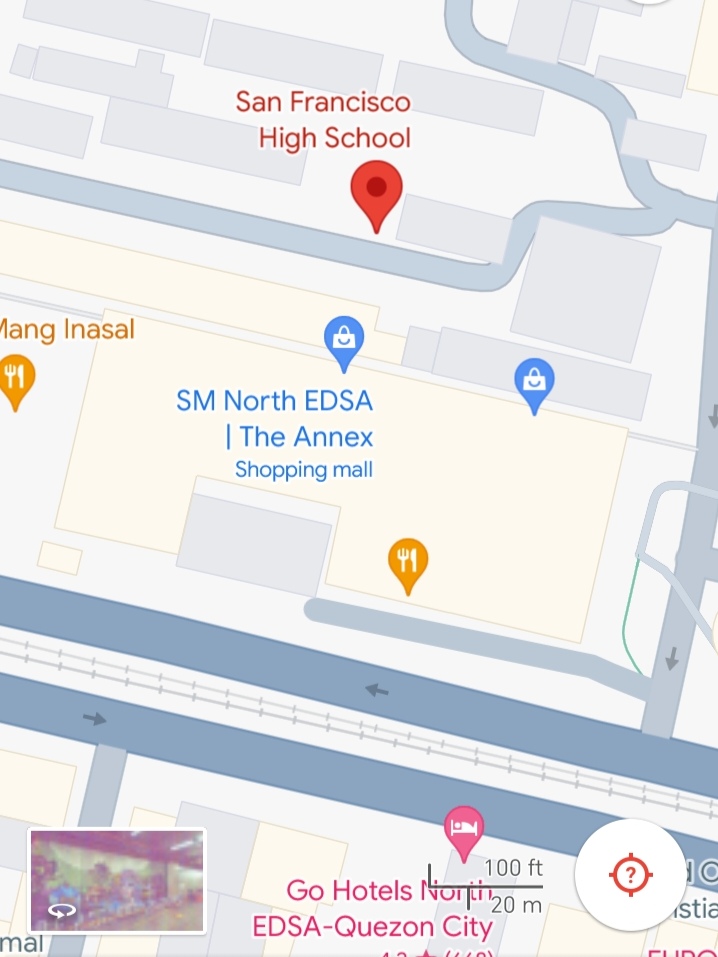 San Francisco
High School
Mang Inasal
SM North EDSA
| The Annex
Shopping mall
100 ft
20 m
Go Hotels North
EDSA-Quezon City
?